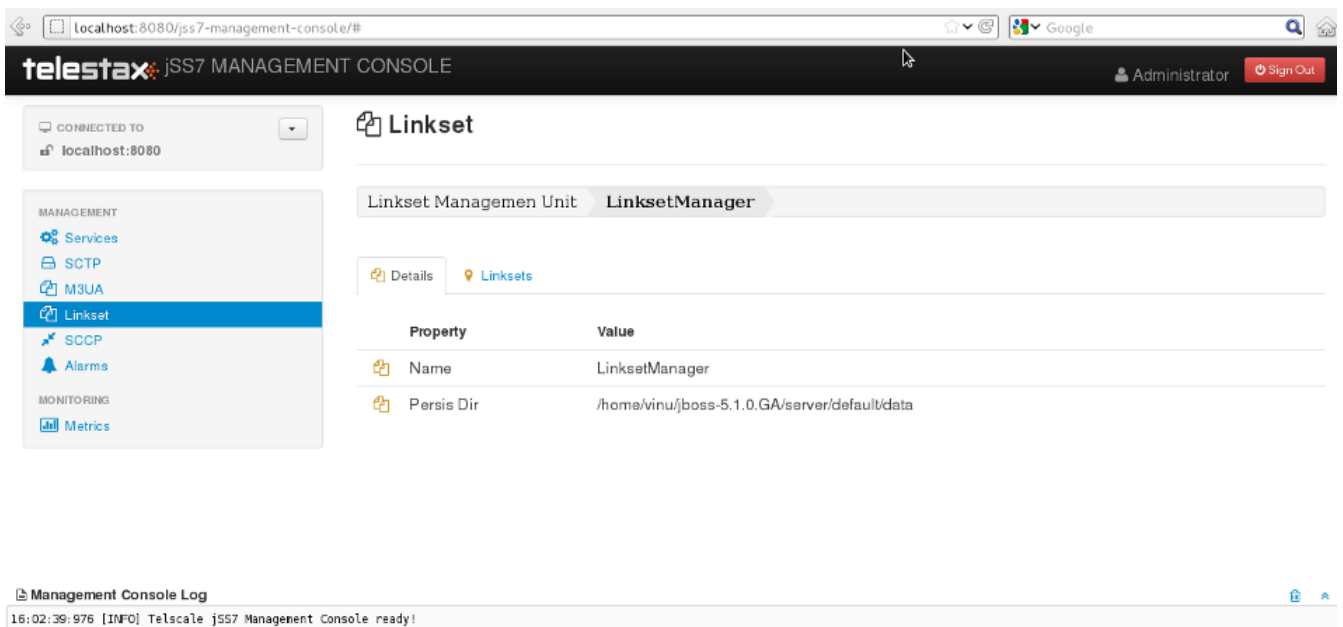 localhost:8080/jss7-management-console/#
Google
telestax jSS7 MANAGEMENT CONSOLE
Administrator
Sign Out
CONNECTED TO
localhost:8080
Linkset
Linkset Managemen Unit LinksetManager
MANAGEMENT
Services
SCTP
M3UA
Linkset
SCCP
Alarms
MONITORING
Metrics
Details Linksets
Property Value
Name LinksetManager
Persis Dir /home/vinu/jboss-5.1.0.GA/server/default/data
Management Console Log
16:02:39:976 [INFO] Telscale jSS7 Management Console ready!